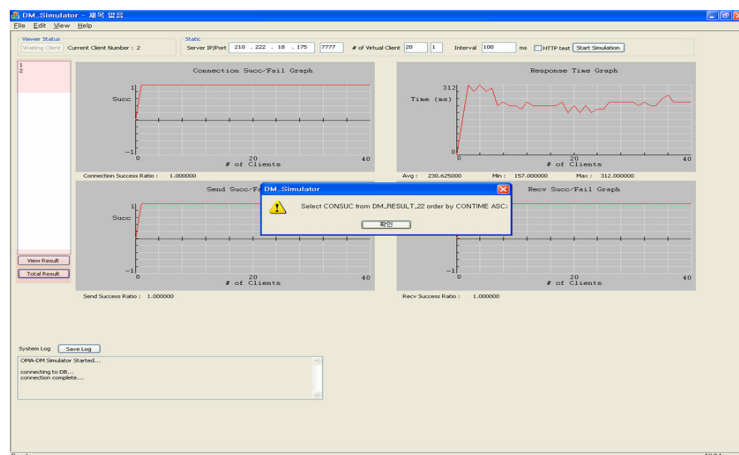 DM_Simulator - 제목 없음
File Edit View Help
Viewer Status
Waiting Client Current Client Number : 2
Static
Server IP/Port 210 . 222 . 18 . 175 7777 # of Virtual Client 20 1 Interval 100 ms HTTP test Start Simulation
1
2
View Result
Total Result
Connection Succ/Fail Graph
1
Succ
-1
0 20 40
# of Clients
Connection Success Ratio : 1.000000
Response Time Graph
312
Time (ms)
0
0 20 40
# of Clients
Avg : 230.625000 Min : 157.000000 Max : 312.000000
Send Succ/F
1
Succ
-1
0 20 40
# of Clients
Send Success Ratio : 1.000000
Recv Succ/Fail Graph
-1
0 20 40
# of Clients
Recv Success Ratio : 1.000000
DM_Simulator
Select CONSUC from DM_RESULT_22 order by CONTIME ASC;
확인
System Log Save Log
OMA-DM Simulator Started...
connecting to DB...
connection complete...